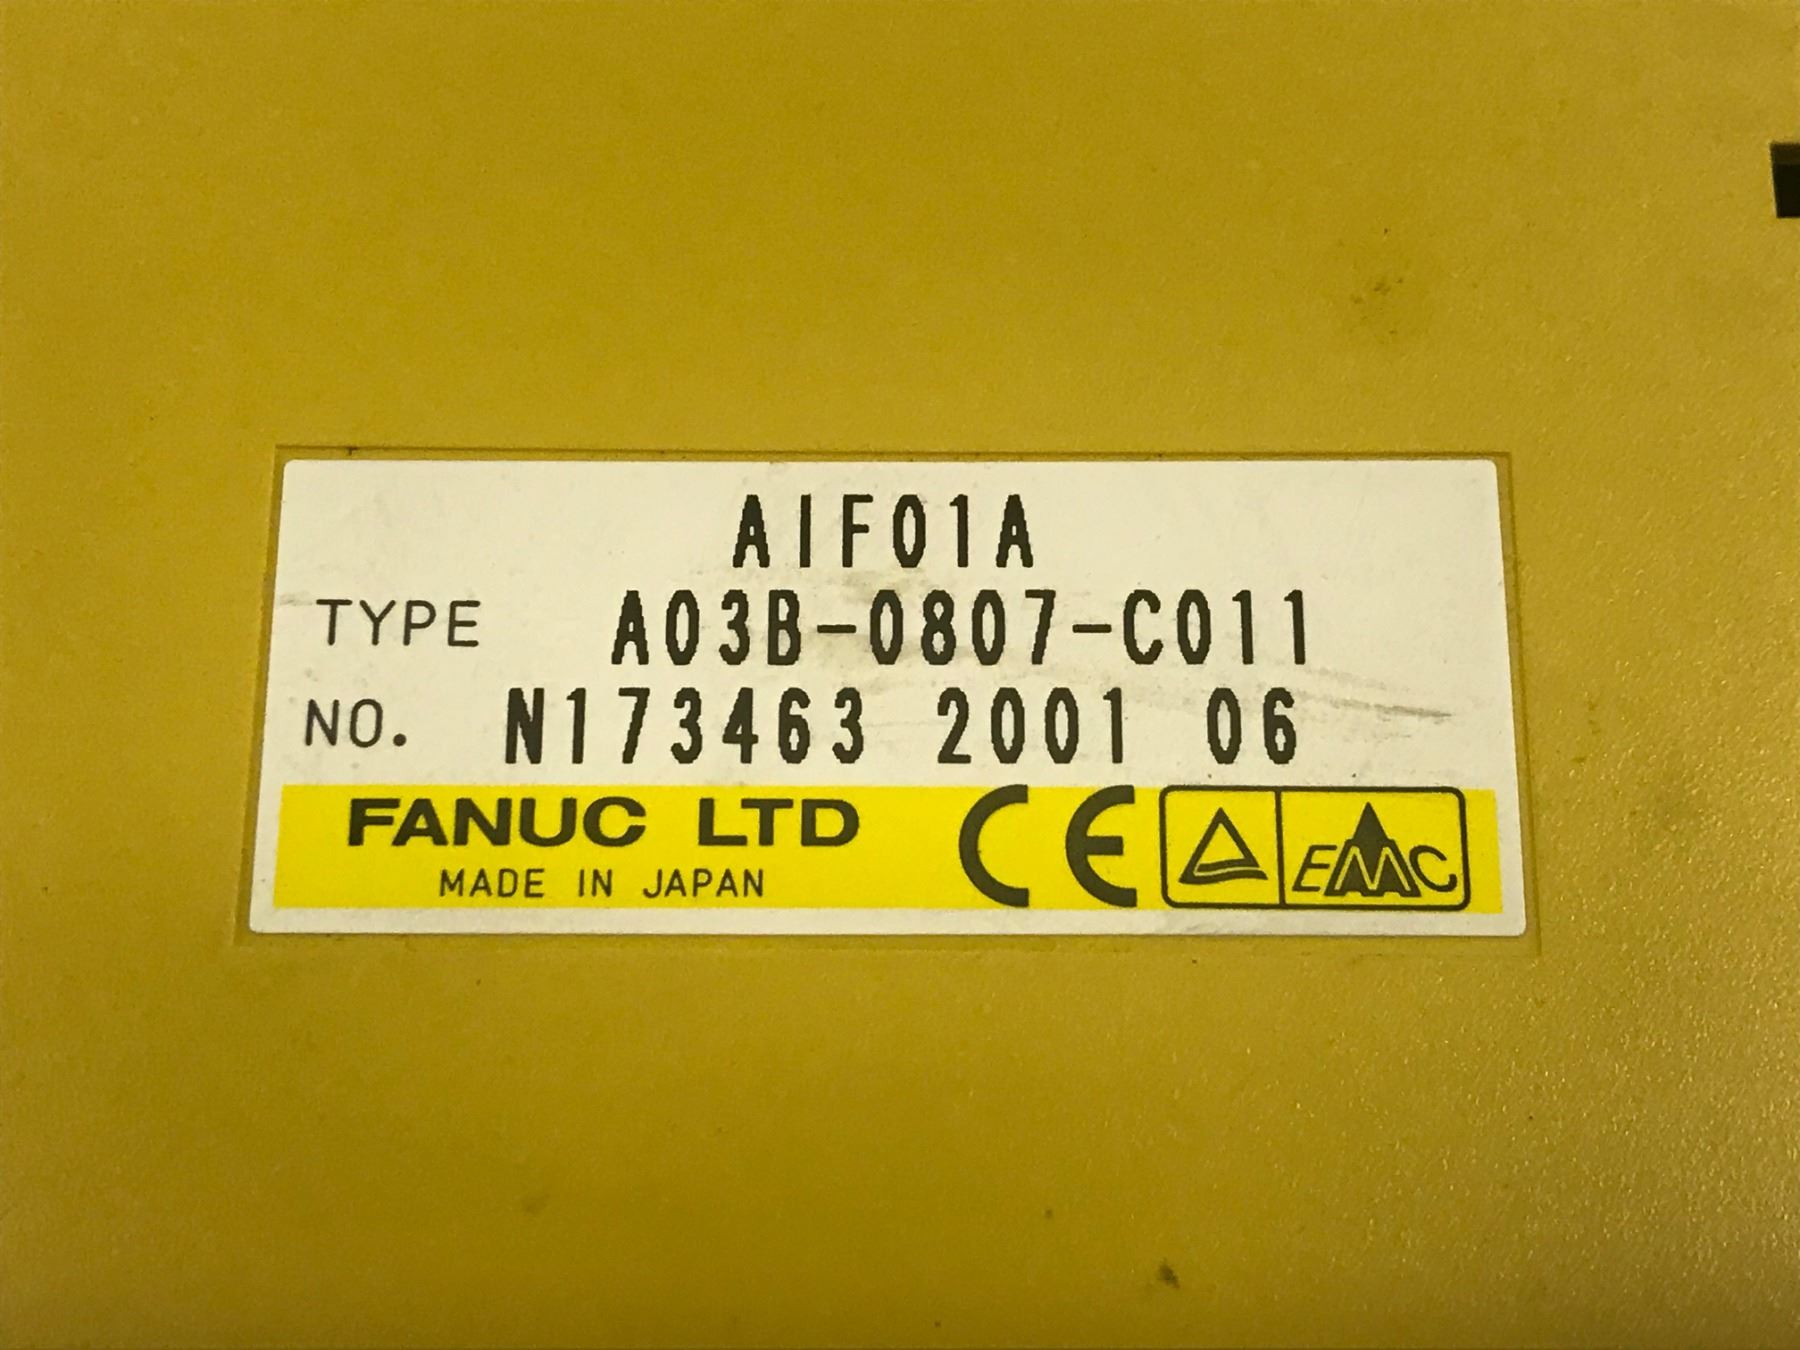 AIF01A
TYPE A03B-0807-C011
NO. N173463 2001 06
FANUC LTD CE EMC
MADE IN JAPAN